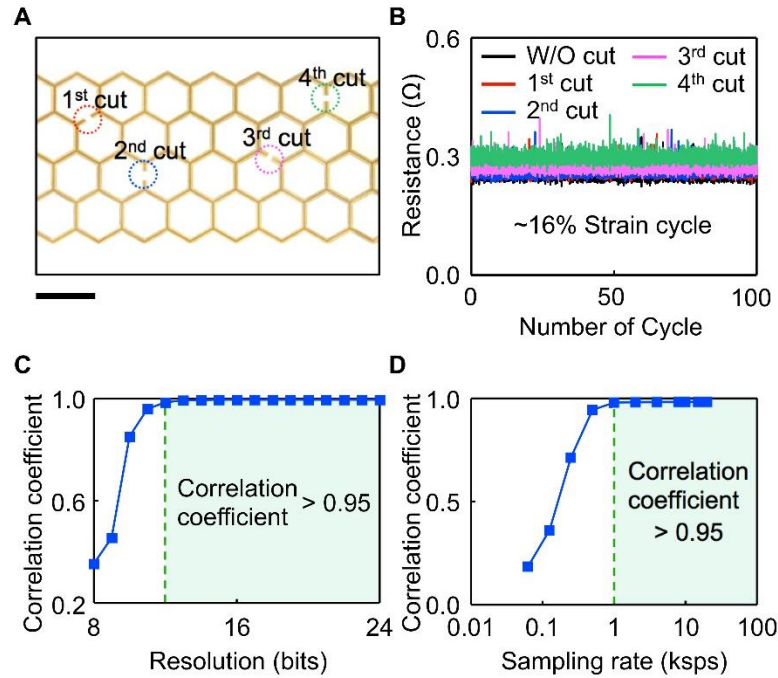 A
1st cut
2nd cut
3rd cut
4th cut
B
Resistance (Ω)
0.6
0.3
0.0
W/O cut
1st cut
2nd cut
3rd cut
4th cut
~16% Strain cycle
0
50
100
Number of Cycle
C
Correlation coefficient
1.0
0.6
0.2
Correlation
coefficient > 0.95
8
16
24
Resolution (bits)
D
Correlation coefficient
1.0
0.5
0.0
Correlation
coefficient
> 0.95
0.01
0.1
1
10
100
Sampling rate (ksps)